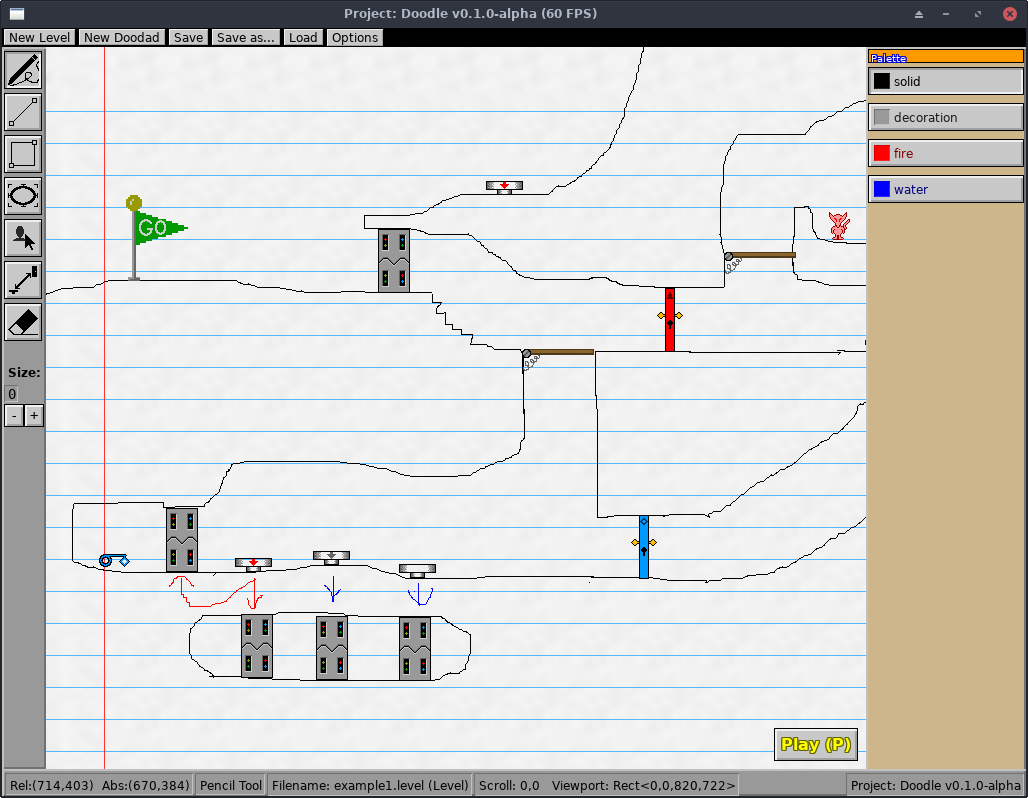 Project: Doodle v0.1.0-alpha (60 FPS)
New Level New Doodad Save Save as... Load Options
Palette
solid
decoration
fire
water
GO
Size:
0
- +
Play (P)
Rel:(714,403) Abs:(670,384) Pencil Tool Filename: example1.level (Level) Scroll: 0,0 Viewport: Rect<0,0,820,722> Project: Doodle v0.1.0-alpha